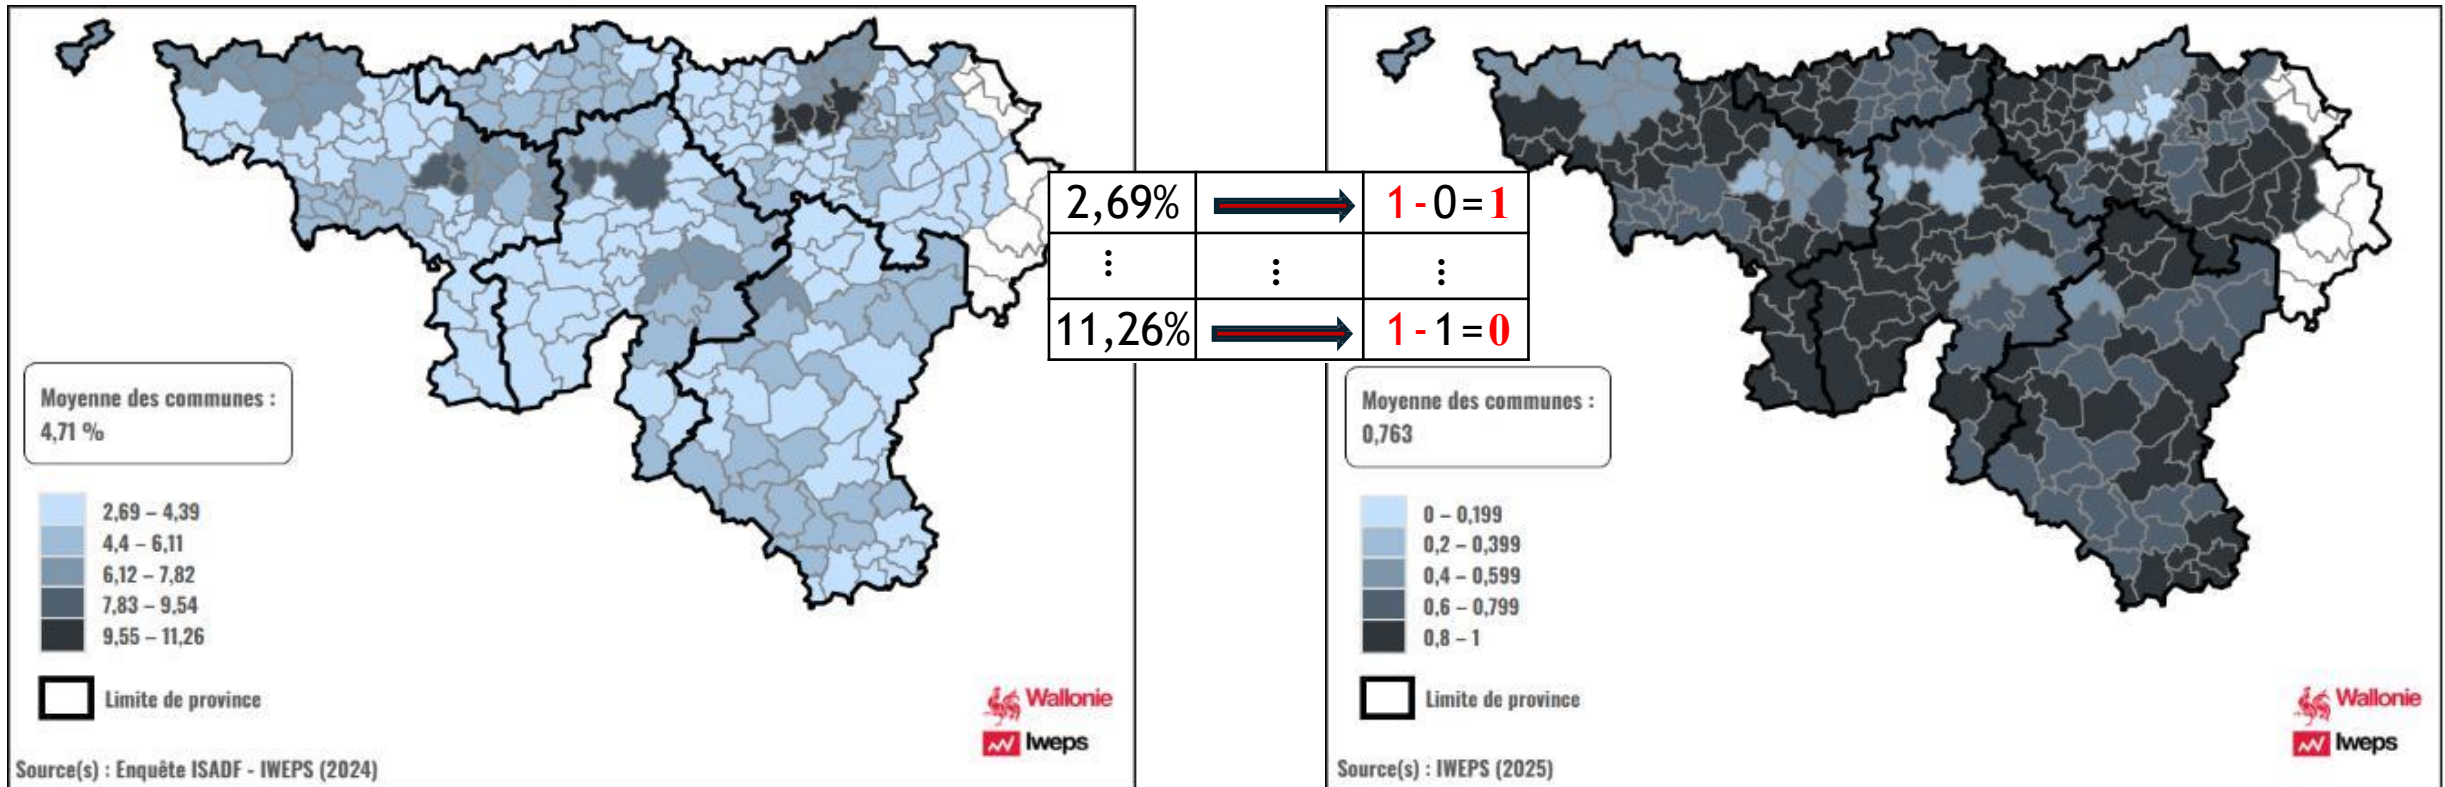 Moyenne des communes :
4,71 %
2,69 – 4,39
4,4 – 6,11
6,12 – 7,82
7,83 – 9,54
9,55 – 11,26
Limite de province
Wallonie
Iweps
Source(s) : Enquête ISADF - IWEPS (2024)
2,69% 1-0=1
⋮ ⋮ ⋮
11,26% 1-1=0
Moyenne des communes :
0,763
0 – 0,199
0,2 – 0,399
0,4 – 0,599
0,6 – 0,799
0,8 – 1
Limite de province
Wallonie
Iweps
Source(s) : IWEPS (2025)